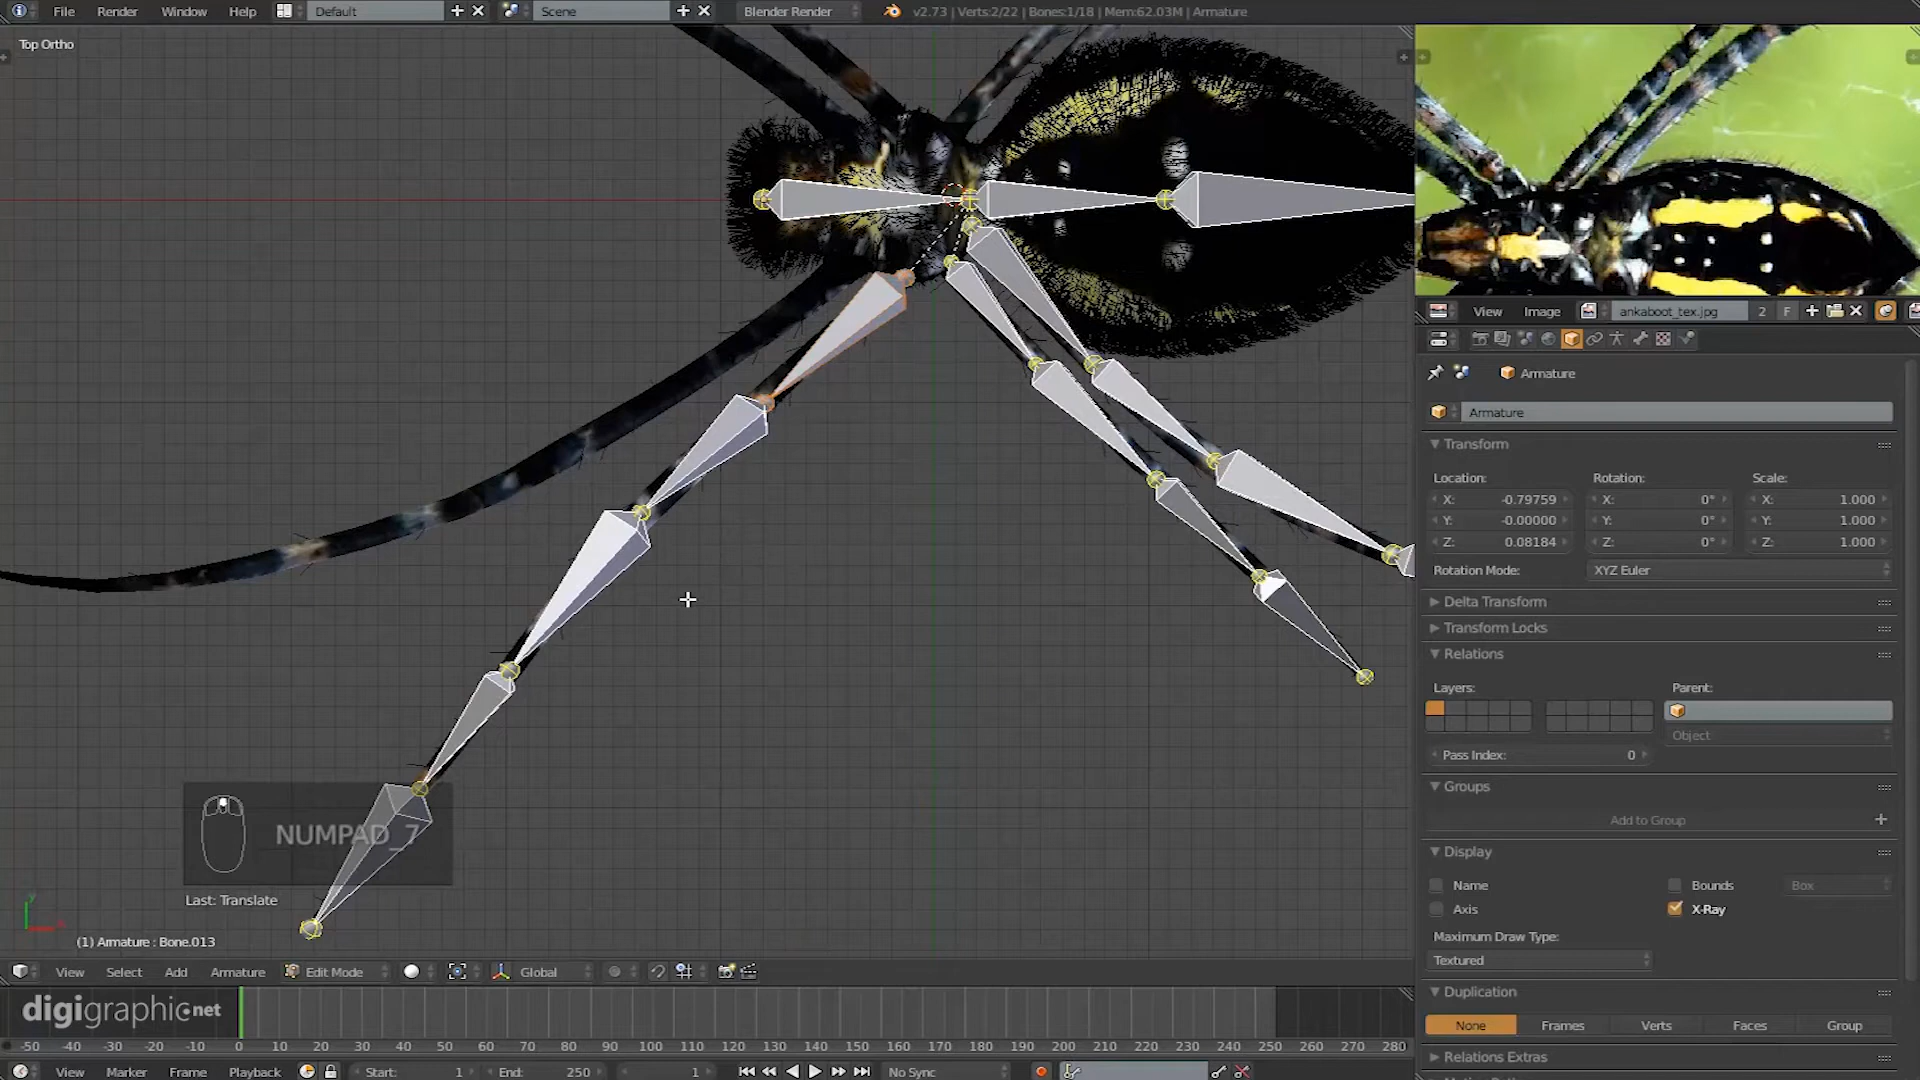 File Render Window Help Default Scene Blender Render v2.73 | Verts:2/22 | Bones:1/18 | Mem:62.03M | Armature
Top Ortho
View Image ankaboot_tex.jpg 2 F
Armature
Armature
Transform
Location: Rotation: Scale:
X: -0.79759 X: 0° X: 1.000
Y: -0.00000 Y: 0° Y: 1.000
Z: 0.08184 Z: 0° Z: 1.000
Rotation Mode: XYZ Euler
Delta Transform
Transform Locks
Relations
Layers: Parent:
Object
Pass Index: 0
Groups
Add to Group
Display
Name Bounds Box
Axis X-Ray
Maximum Draw Type:
Textured
Duplication
None Frames Verts Faces Group
Relations Extras
NUMPAD_7
Last: Translate
(1) Armature : Bone.013
View Select Add Armature Edit Mode Global
digigraphic.net
-50 -40 -30 -20 -10 0 10 20 30 40 50 60 70 80 90 100 110 120 130 140 150 160 170 180 190 200 210 220 230 240 250 260 270 280
View Marker Frame Playback Start: 1 End: 250 1 No Sync